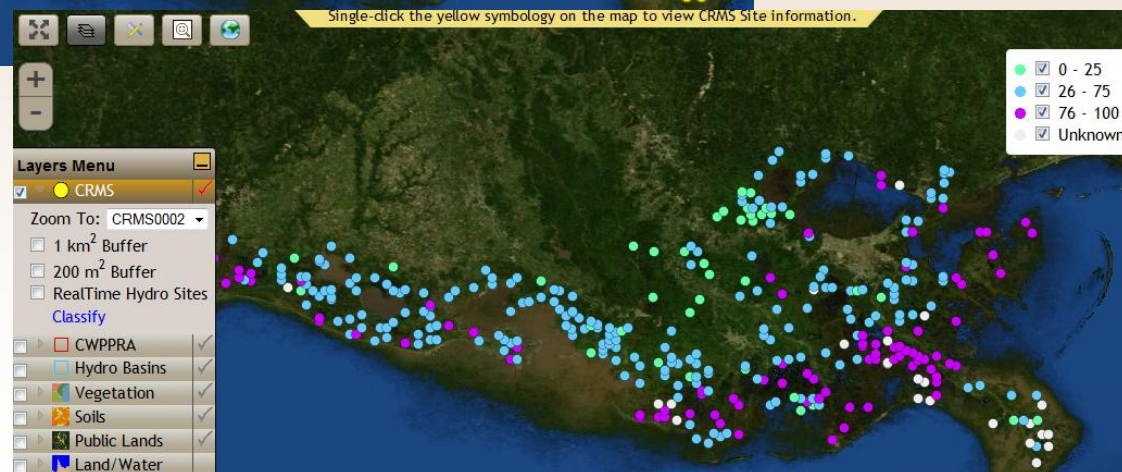 Single-click the yellow symbology on the map to view CRMS Site information.
+
-
0 - 25
26 - 75
76 - 100
Unknown
Layers Menu
CRMS
Zoom To: CRMS0002
1 km² Buffer
200 m² Buffer
RealTime Hydro Sites
Classify
CWPPRA
Hydro Basins
Vegetation
Soils
Public Lands
Land/Water